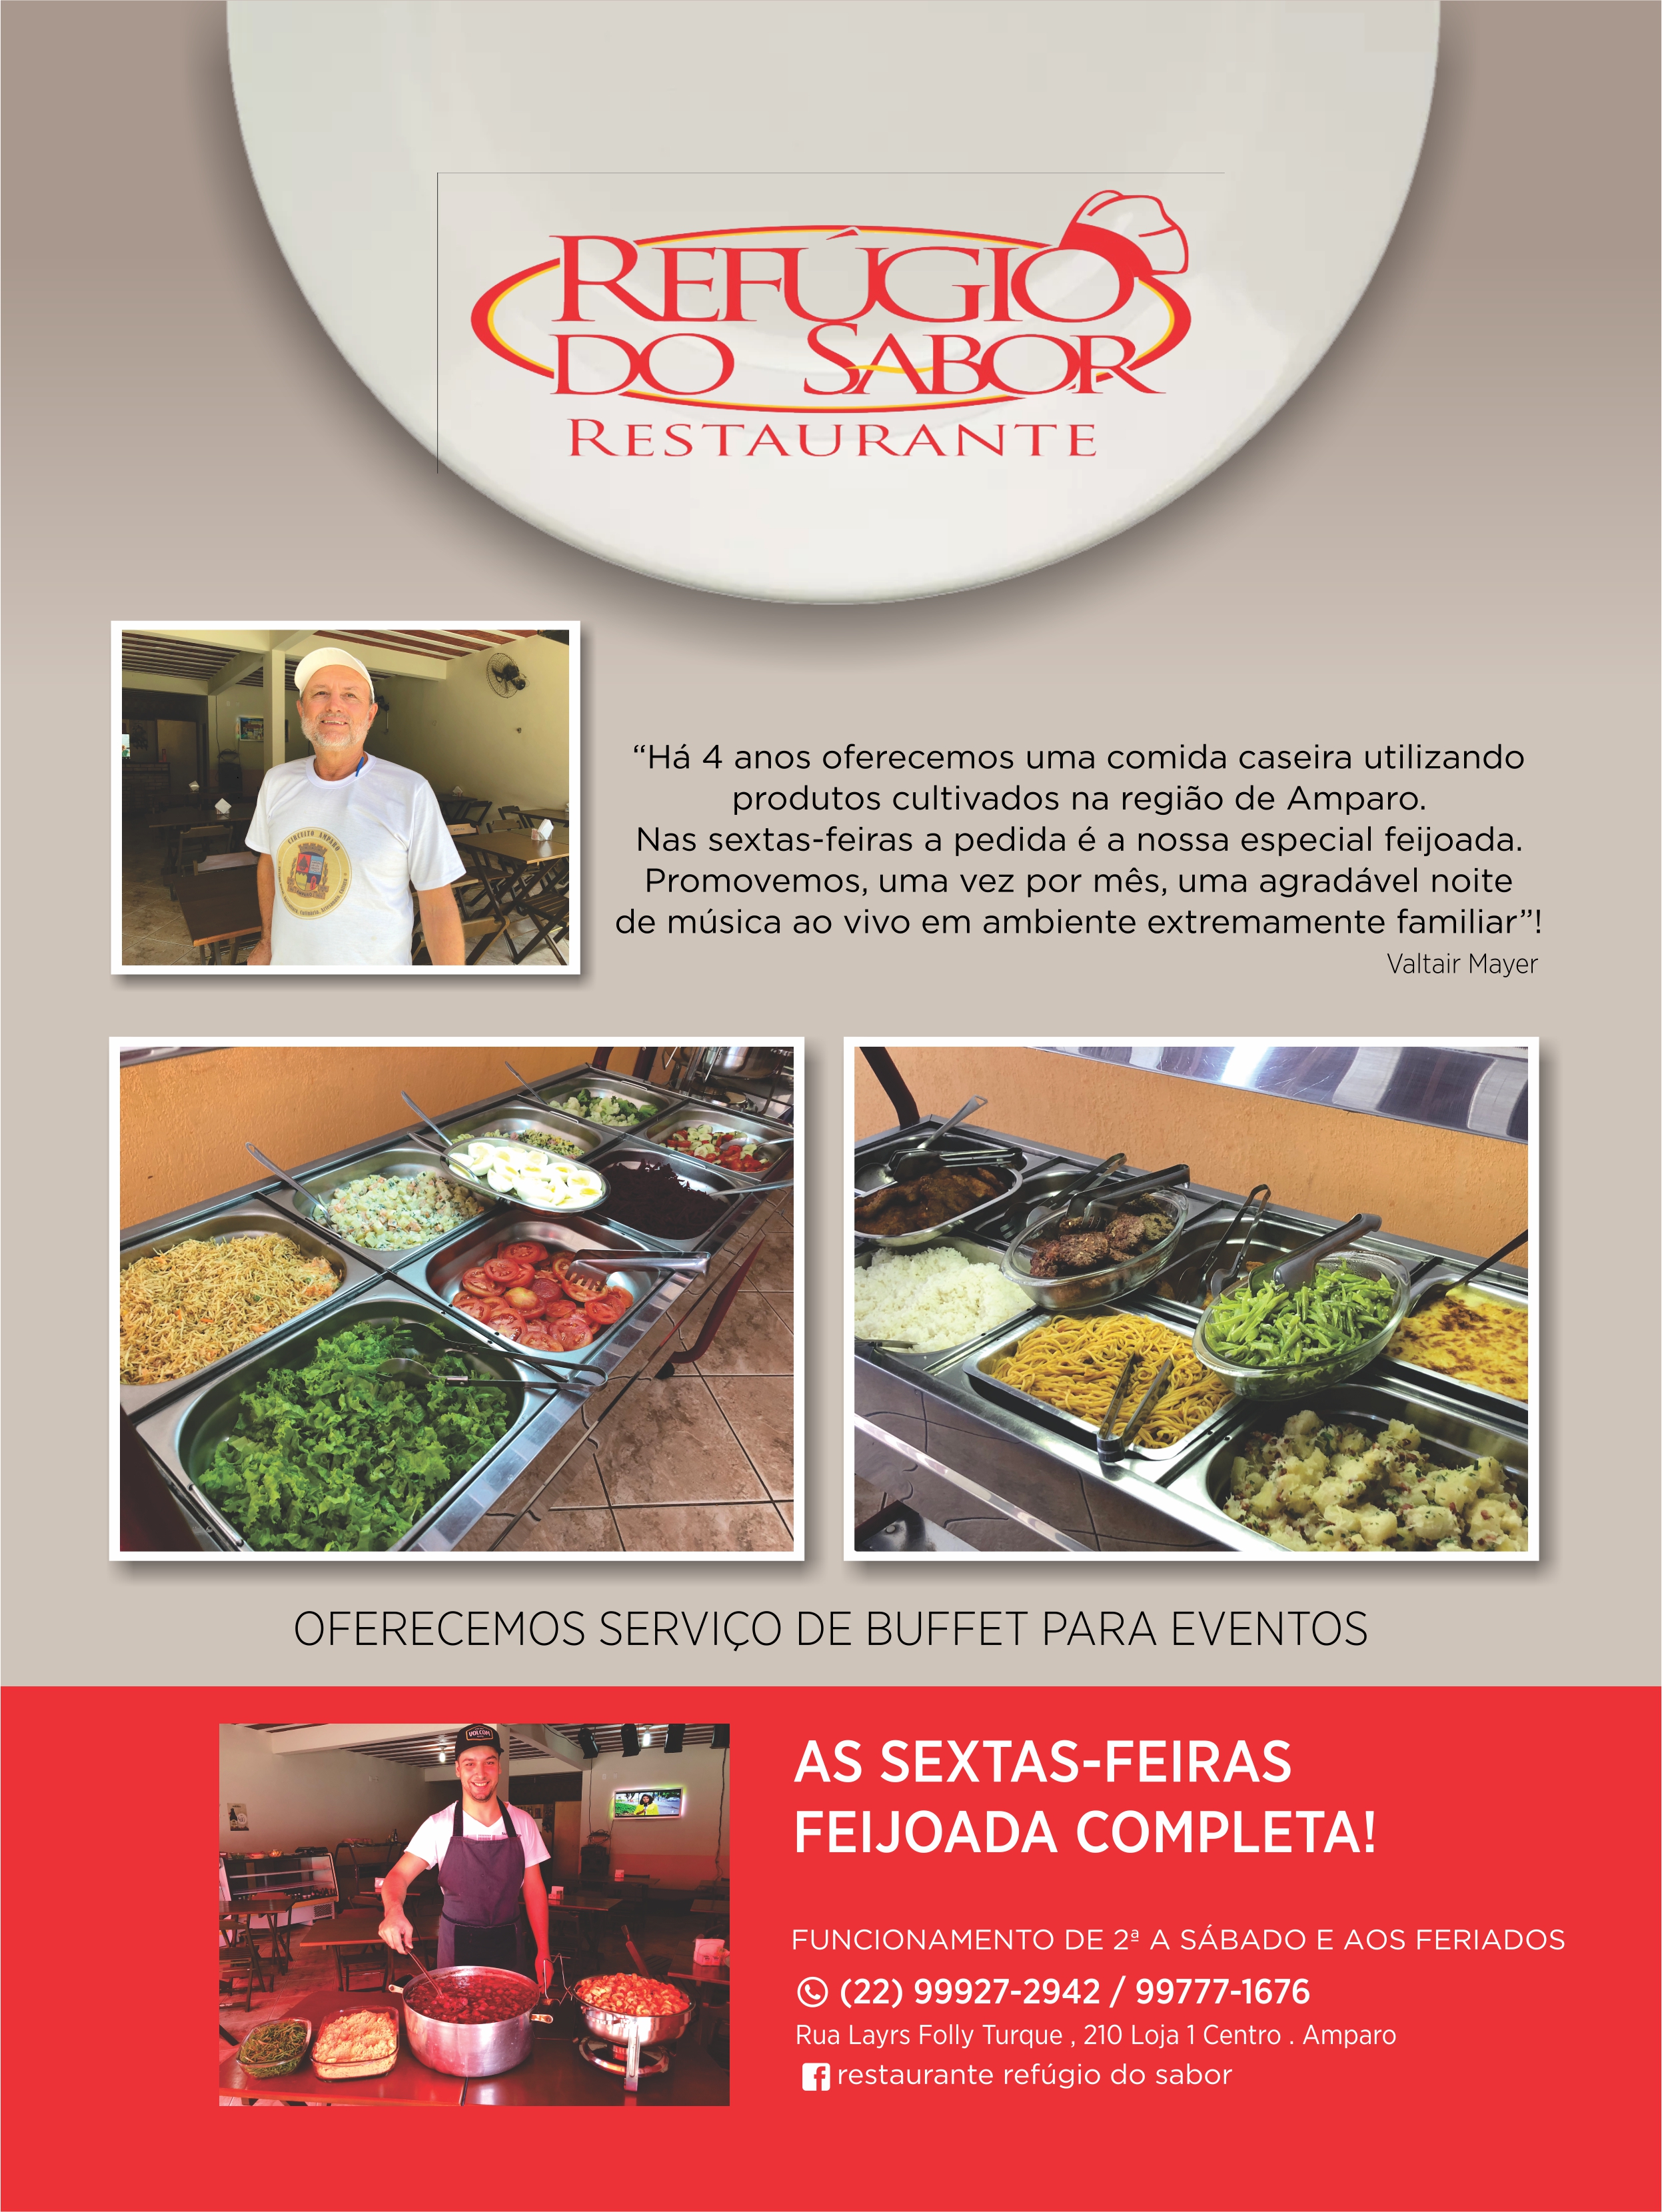 REFÚGIO
DO SABOR
RESTAURANTE
CIRCUITO AMPARO
“Há 4 anos oferecemos uma comida caseira utilizando
produtos cultivados na região de Amparo.
Nas sextas-feiras a pedida é a nossa especial feijoada.
Promovemos, uma vez por mês, uma agradável noite
de música ao vivo em ambiente extremamente familiar”!
Valtair Mayer
OFERECEMOS SERVIÇO DE BUFFET PARA EVENTOS
VOLCOM
AS SEXTAS-FEIRAS
FEIJOADA COMPLETA!
FUNCIONAMENTO DE 2ª A SÁBADO E AOS FERIADOS
(22) 99927-2942 / 99777-1676
Rua Layrs Folly Turque , 210 Loja 1 Centro . Amparo
restaurante refúgio do sabor